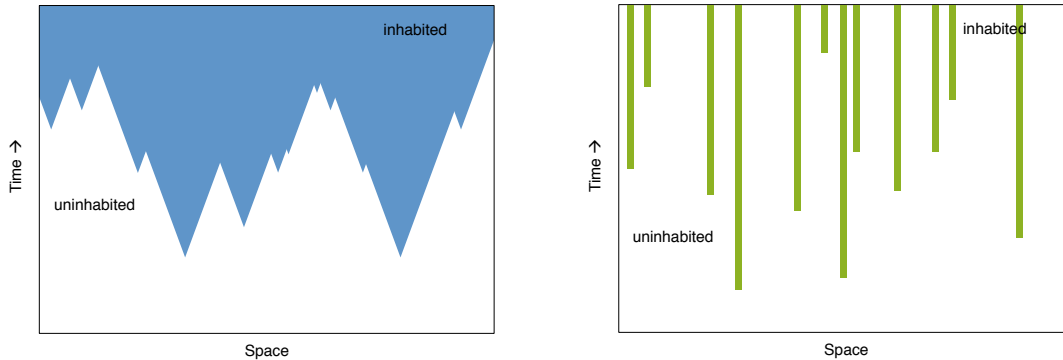 inhabited
uninhabited
Time →
Space
inhabited
uninhabited
Time →
Space